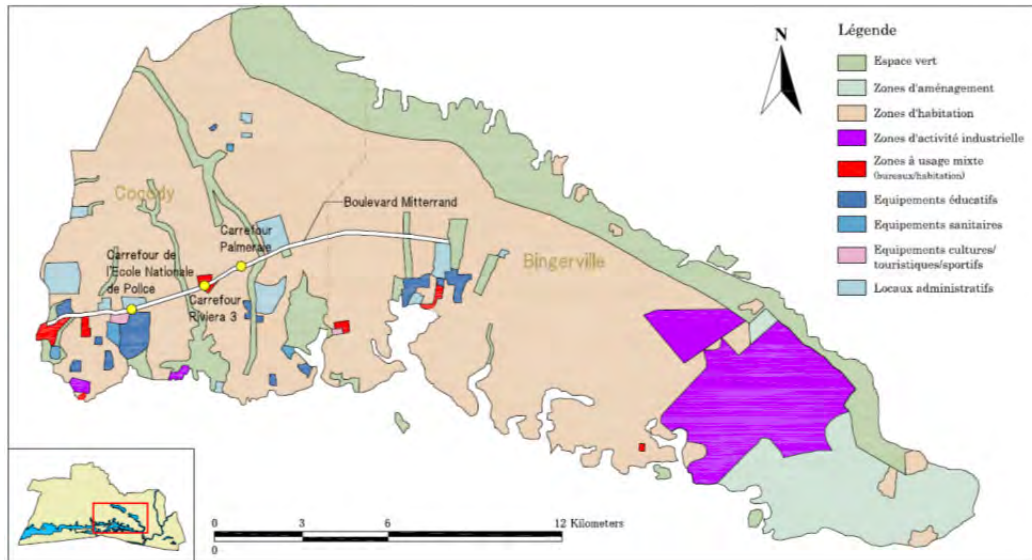 N
Légende
Espace vert
Zones d'aménagement
Zones d'habitation
Zones d'activité industrielle
Zones à usage mixte
(bureaux/habitation)
Equipements éducatifs
Equipements sanitaires
Equipements cultures/
touristiques/sportifs
Locaux administratifs
Cocody
Boulevard Mitterrand
Carrefour
Palmeraie
Carrefour de
l'Ecole Nationale
de Police
Bingerville
Carrefour
Riviera 3
0 3 6 12 Kilometers
0